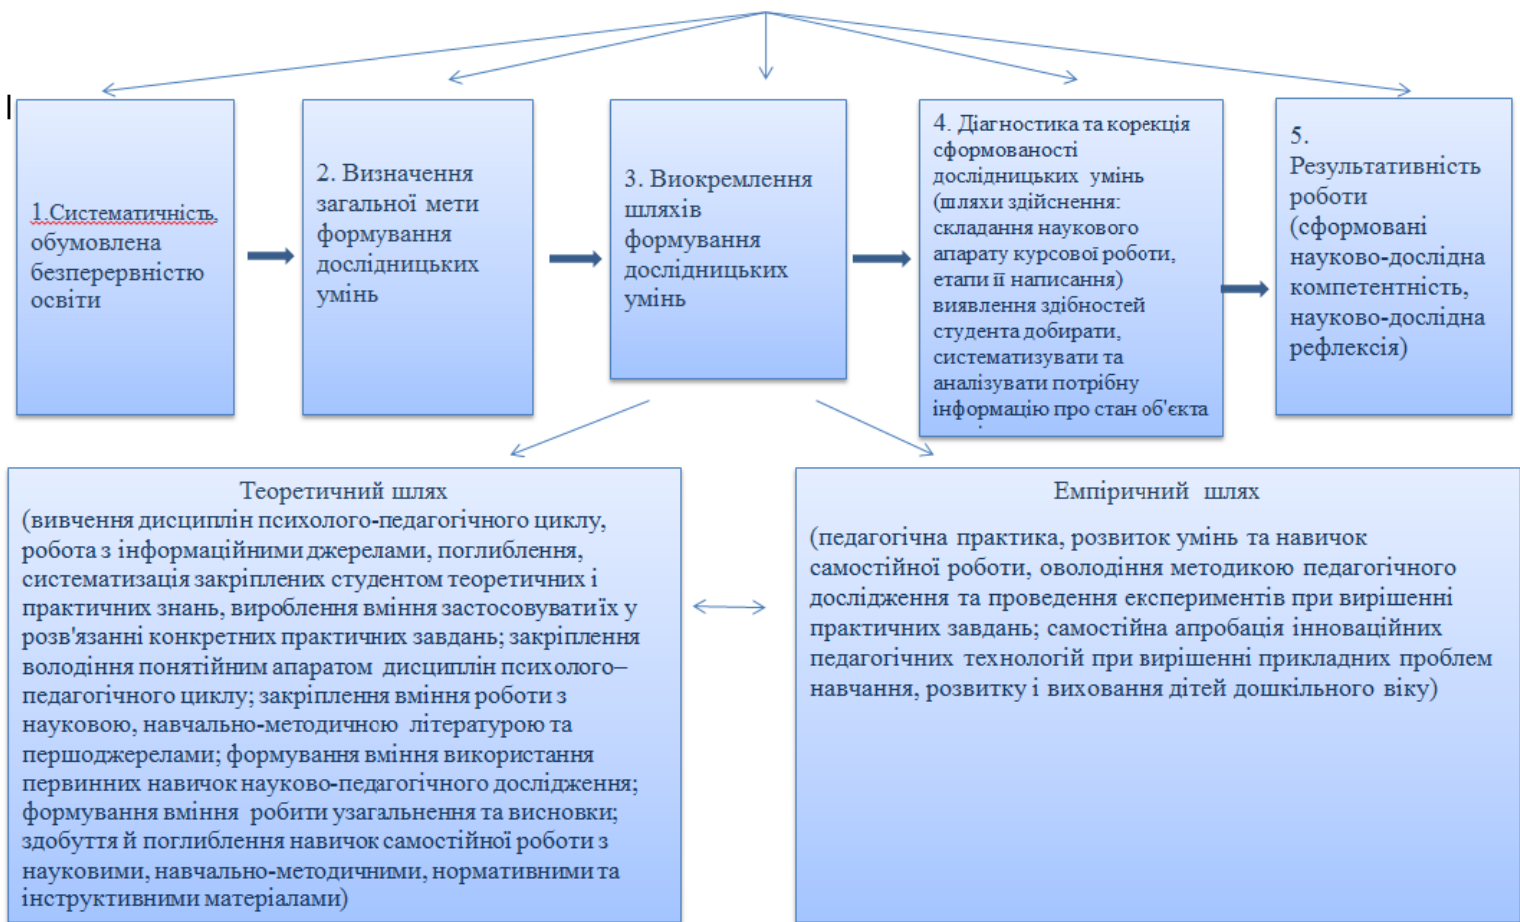 1.Систематичність,
обумовлена
безперервністю
освіти
2. Визначення
загальної мети
формування
дослідницьких
умінь
3. Виокремлення
шляхів
формування
дослідницьких
умінь
4. Діагностика та корекція
сформованості
дослідницьких умінь
(шляхи здійснення:
складання наукового
апарату курсової роботи,
етапи її написання)
виявлення здібностей
студента добирати,
систематизувати та
аналізувати потрібну
інформацію про стан об'єкта
5.
Результативність
роботи
(сформовані
науково-дослідна
компетентність,
науково-дослідна
рефлексія)
Теоретичний шлях
(вивчення дисциплін психолого-педагогічного циклу,
робота з інформаційними джерелами, поглиблення,
систематизація закріплених студентом теоретичних і
практичних знань, вироблення вміння застосовувати їх у
розв'язанні конкретних практичних завдань; закріплення
володіння понятійним апаратом дисциплін психолого–
педагогічного циклу; закріплення вміння роботи з
науковою, навчально-методичною літературою та
першоджерелами; формування вміння використання
первинних навичок науково-педагогічного дослідження;
формування вміння робити узагальнення та висновки;
здобуття й поглиблення навичок самостійної роботи з
науковими, навчально-методичними, нормативними та
інструктивними матеріалами)
Емпіричний шлях
(педагогічна практика, розвиток умінь та навичок
самостійної роботи, оволодіння методикою педагогічного
дослідження та проведення експериментів при вирішенні
практичних завдань; самостійна апробація інноваційних
педагогічних технологій при вирішенні прикладних проблем
навчання, розвитку і виховання дітей дошкільного віку)